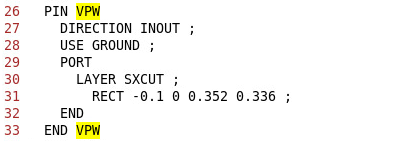 26 PIN VPW
27 DIRECTION INOUT ;
28 USE GROUND ;
29 PORT
30 LAYER SXCUT ;
31 RECT -0.1 0 0.352 0.336 ;
32 END
33 END VPW